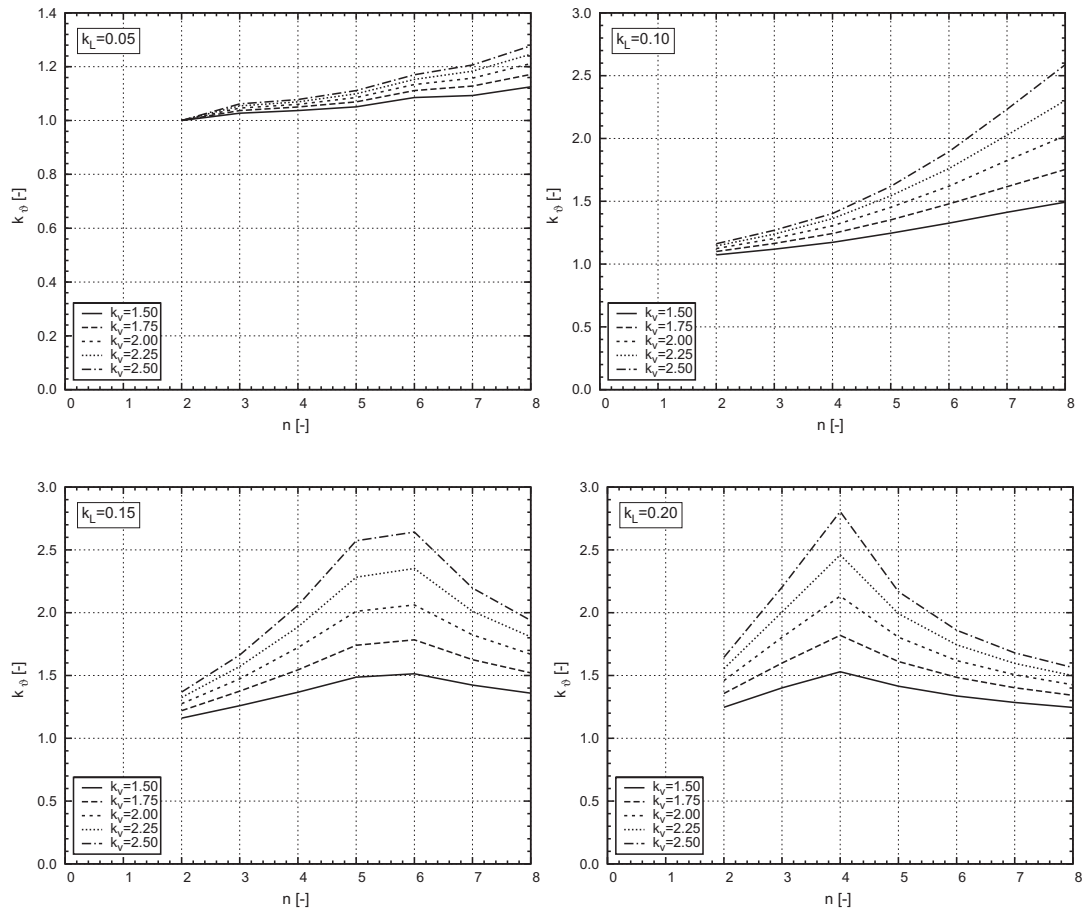 k_L=0.05
1.4
1.2
1.0
0.8
0.6
0.4
0.2
0.0
k_ϑ [-]
k_v=1.50
k_v=1.75
k_v=2.00
k_v=2.25
k_v=2.50
0 1 2 3 4 5 6 7 8
n [-]
k_L=0.10
3.0
2.5
2.0
1.5
1.0
0.5
0.0
k_ϑ [-]
k_v=1.50
k_v=1.75
k_v=2.00
k_v=2.25
k_v=2.50
0 1 2 3 4 5 6 7 8
n [-]
k_L=0.15
3.0
2.5
2.0
1.5
1.0
0.5
0.0
k_ϑ [-]
k_v=1.50
k_v=1.75
k_v=2.00
k_v=2.25
k_v=2.50
0 1 2 3 4 5 6 7 8
n [-]
k_L=0.20
3.0
2.5
2.0
1.5
1.0
0.5
0.0
k_ϑ [-]
k_v=1.50
k_v=1.75
k_v=2.00
k_v=2.25
k_v=2.50
0 1 2 3 4 5 6 7 8
n [-]